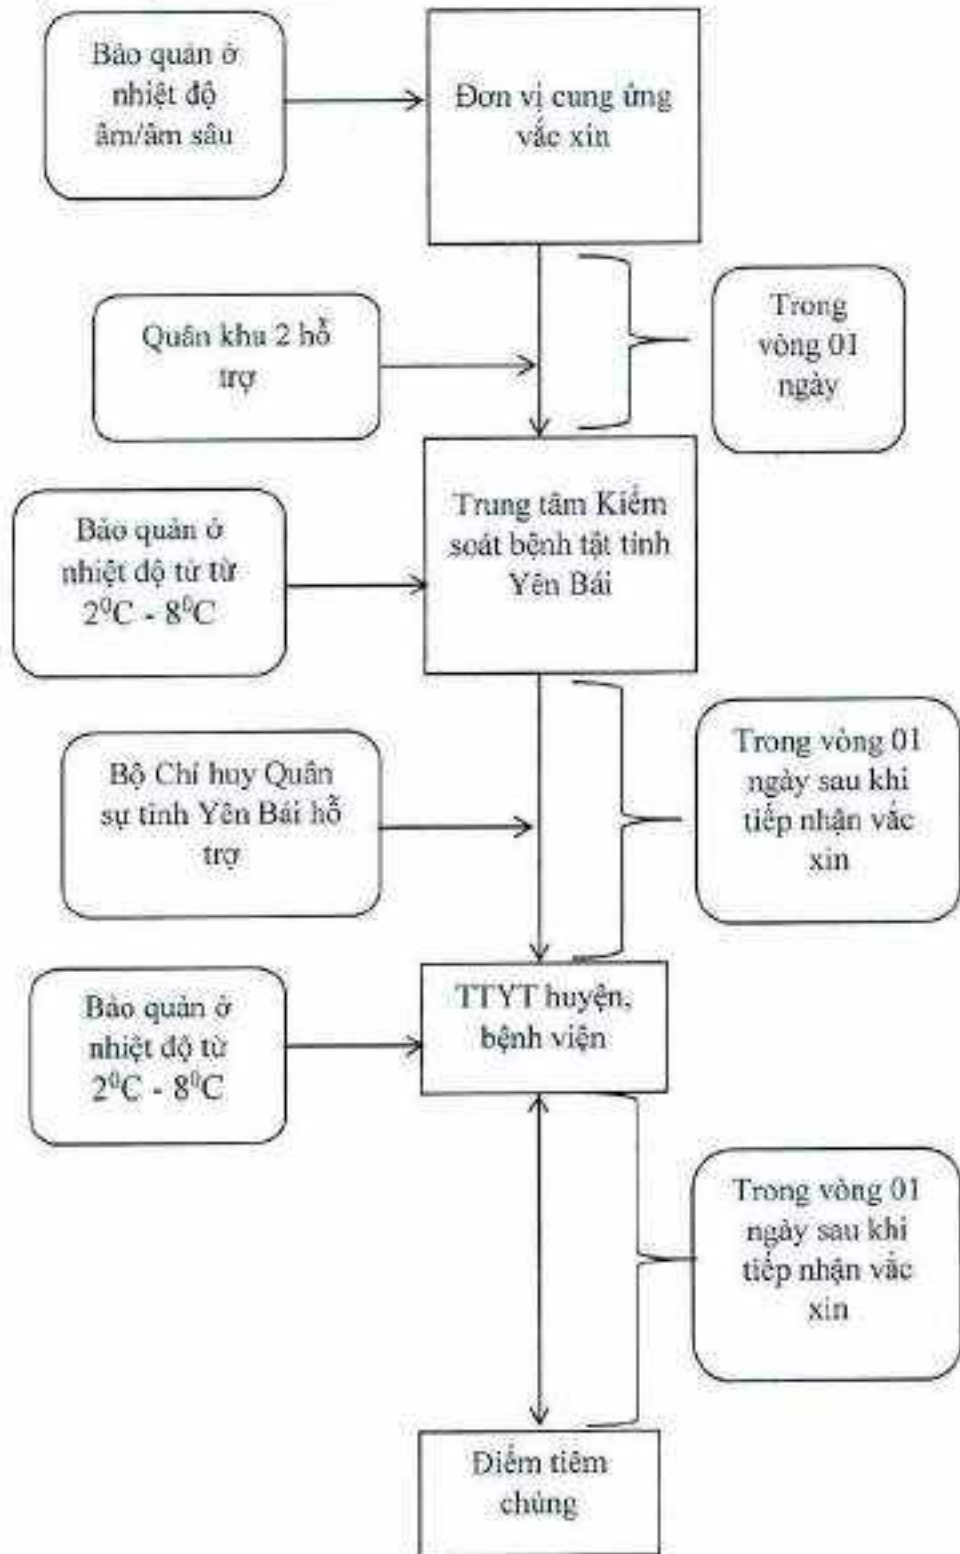 Bảo quản ở
nhiệt độ
âm/âm sâu
Đơn vị cung ứng
vắc xin
Quân khu 2 hỗ
trợ
Trong
vòng 01
ngày
Bảo quản ở
nhiệt độ từ từ
2⁰C - 8⁰C
Trung tâm Kiểm
soát bệnh tật tỉnh
Yên Bái
Bộ Chỉ huy Quân
sự tỉnh Yên Bái hỗ
trợ
Trong vòng 01
ngày sau khi
tiếp nhận vắc
xin
Bảo quản ở
nhiệt độ từ
2⁰C - 8⁰C
TTYT huyện,
bệnh viện
Trong vòng 01
ngày sau khi
tiếp nhận vắc
xin
Điểm tiêm
chủng